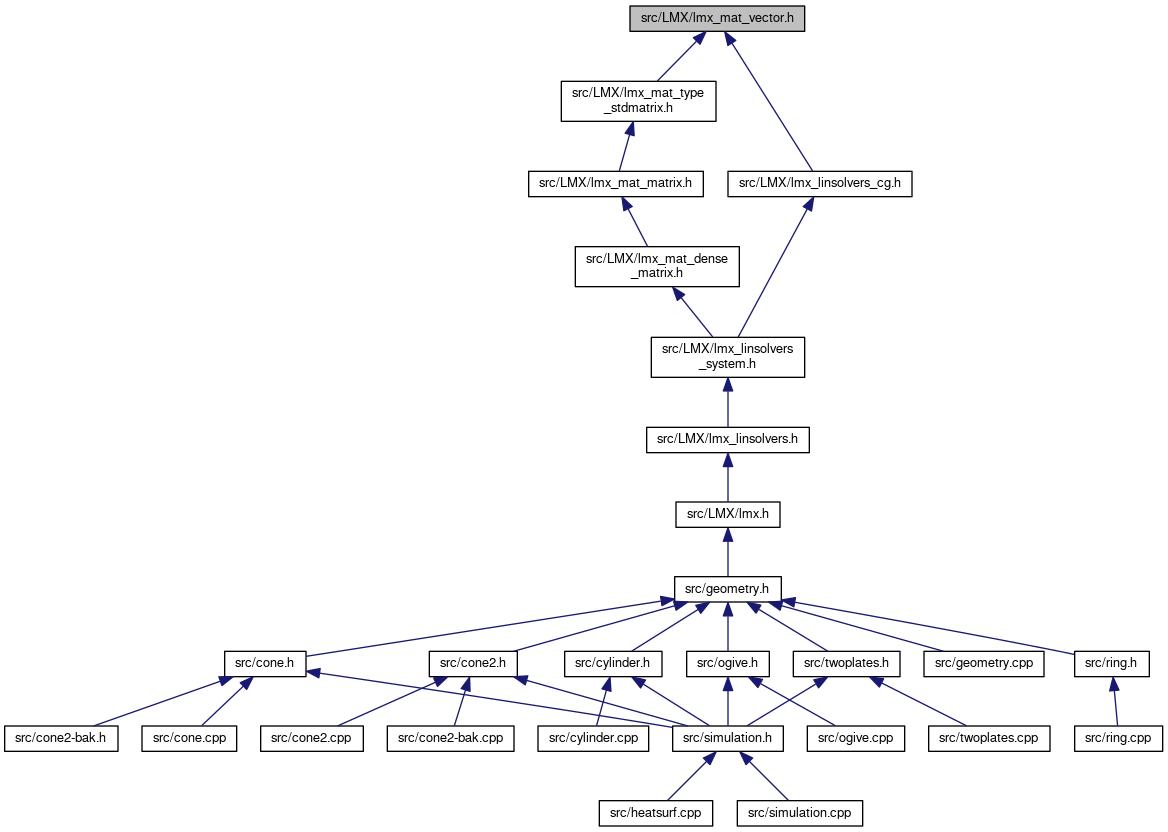 src/LMX/lmx_mat_vector.h
src/LMX/lmx_mat_type
_stdmatrix.h
src/LMX/lmx_mat_matrix.h
src/LMX/lmx_linsolvers_cg.h
src/LMX/lmx_mat_dense
_matrix.h
src/LMX/lmx_linsolvers
_system.h
src/LMX/lmx_linsolvers.h
src/LMX/lmx.h
src/geometry.h
src/cone.h
src/cone2.h
src/cylinder.h
src/ogive.h
src/twoplates.h
src/geometry.cpp
src/ring.h
src/cone2-bak.h
src/cone.cpp
src/cone2.cpp
src/cone2-bak.cpp
src/cylinder.cpp
src/simulation.h
src/ogive.cpp
src/twoplates.cpp
src/ring.cpp
src/heatsurf.cpp
src/simulation.cpp